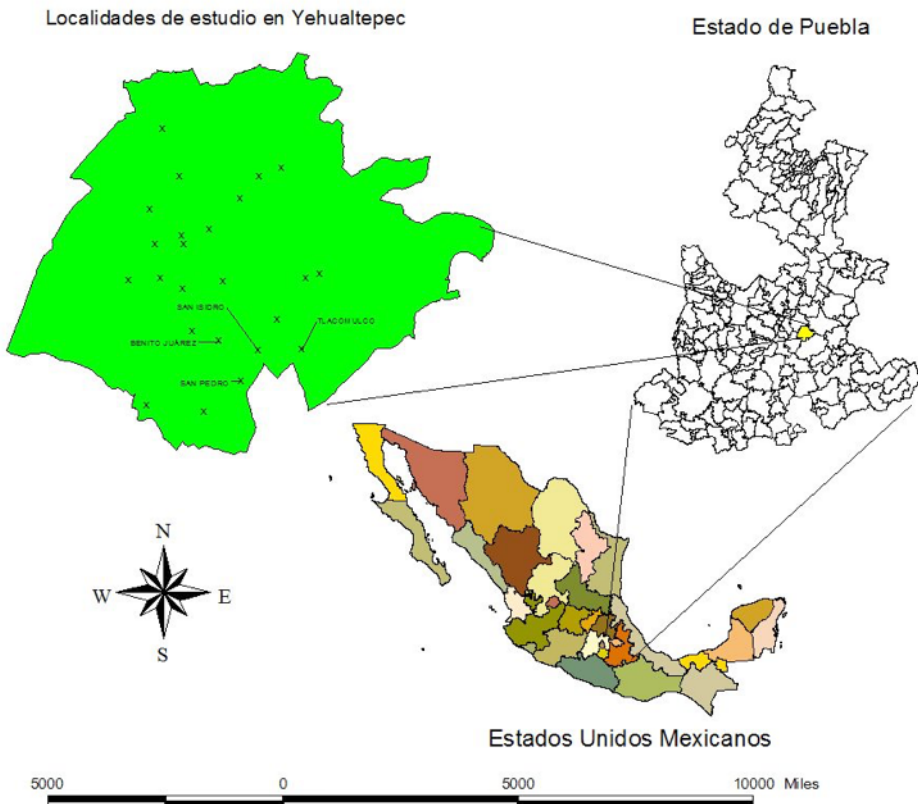 Localidades de estudio en Yehualtepec
Estado de Puebla
SAN ISIDRO
TLACOMULCO
BENITO JUÁREZ
SAN PEDRO
N
W E
S
Estados Unidos Mexicanos
5000 0 5000 10000 Miles